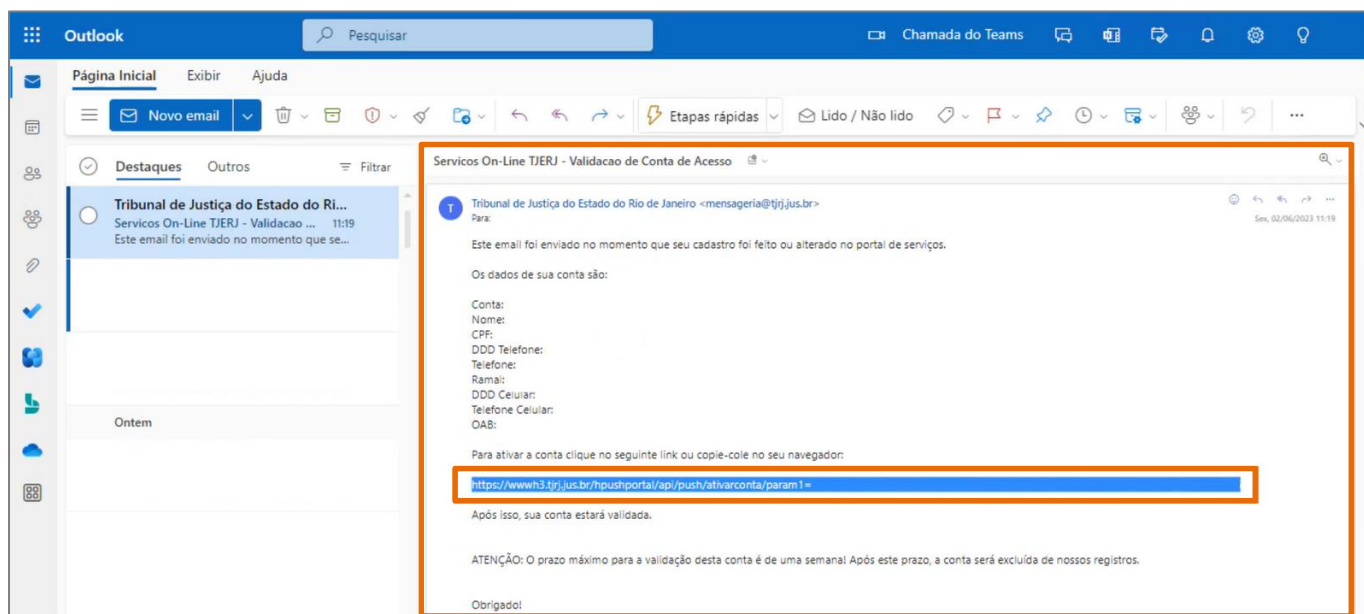 Outlook
Pesquisar
Chamada do Teams
Página Inicial Exibir Ajuda
Novo email
Etapas rápidas
Lido / Não lido
Destaques Outros Filtrar
Tribunal de Justiça do Estado do Ri...
Servicos On-Line TJERJ - Validacao ... 11:19
Este email foi enviado no momento que se...
Ontem
Servicos On-Line TJERJ - Validacao de Conta de Acesso
T
Tribunal de Justiça do Estado do Rio de Janeiro <mensageria@tjrj.jus.br>
Para:
Sex, 02/06/2023 11:19
Este email foi enviado no momento que seu cadastro foi feito ou alterado no portal de serviços.
Os dados de sua conta são:
Conta:
Nome:
CPF:
DDD Telefone:
Telefone:
Ramal:
DDD Celular:
Telefone Celular:
OAB:
Para ativar a conta clique no seguinte link ou copie-cole no seu navegador:
https://wwwh3.tjrj.jus.br/hpushportal/api/push/ativarconta/param1=
Após isso, sua conta estará validada.
ATENÇÃO: O prazo máximo para a validação desta conta é de uma semana! Após este prazo, a conta será excluída de nossos registros.
Obrigado!